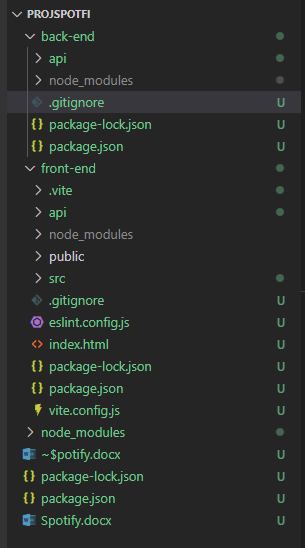 PROJSPOTFI
back-end
api
node_modules
.gitignore U
package-lock.json U
package.json U
front-end
.vite
api
node_modules
public
src
.gitignore U
eslint.config.js U
index.html U
package-lock.json U
package.json U
vite.config.js U
node_modules
~$potify.docx U
package-lock.json U
package.json U
Spotify.docx U